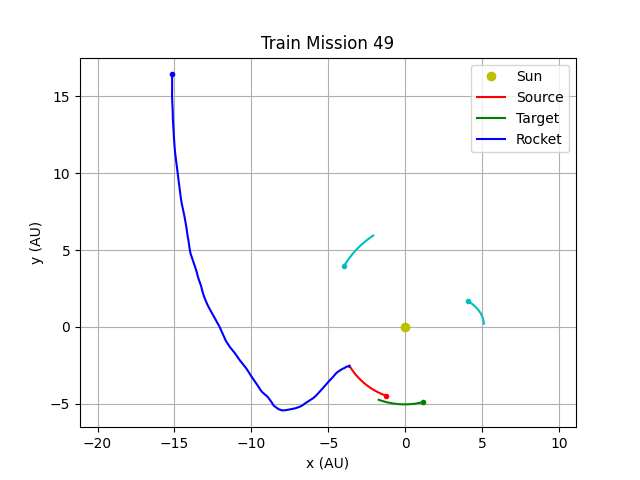 Train Mission 49
Sun
Source
Target
Rocket
15
10
5
0
−5
y (AU)
−20 −15 −10 −5 0 5 10
x (AU)